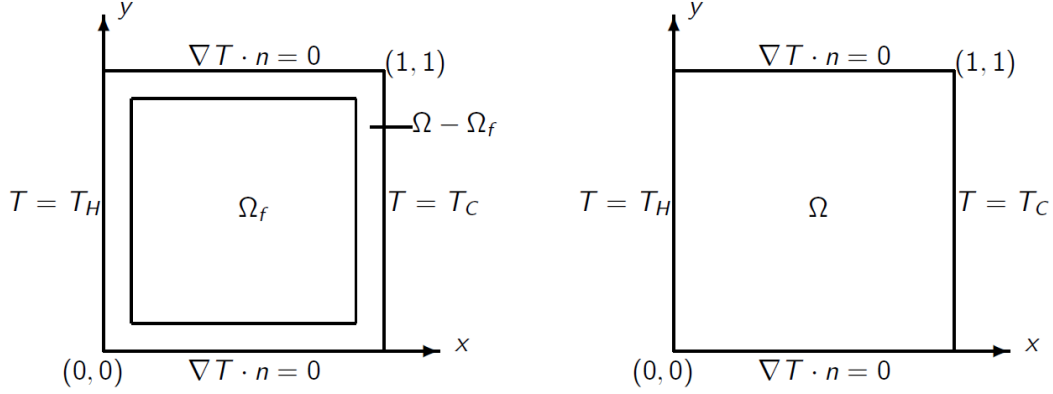 y
∇T · n = 0
(1, 1)
Ω − Ω_f
T = T_H
Ω_f
T = T_C
x
(0, 0)
∇T · n = 0
y
∇T · n = 0
(1, 1)
T = T_H
Ω
T = T_C
x
(0, 0)
∇T · n = 0